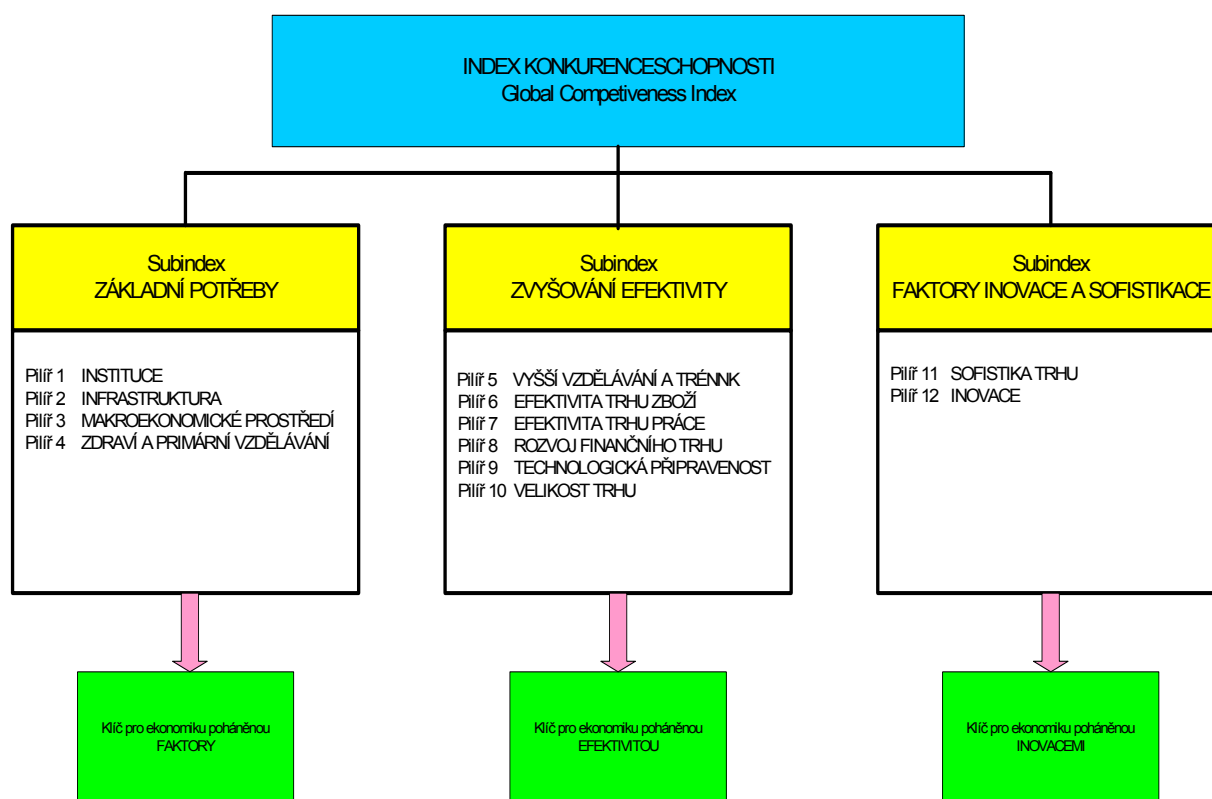 INDEX KONKURENCESCHOPNOSTI
Global Competiveness Index
Subindex
ZÁKLADNÍ POTŘEBY
Pilíř 1 INSTITUCE
Pilíř 2 INFRASTRUKTURA
Pilíř 3 MAKROEKONOMICKÉ PROSTŘEDÍ
Pilíř 4 ZDRAVÍ A PRIMÁRNÍ VZDĚLÁVÁNÍ
Klíč pro ekonomiku poháněnou
FAKTORY
Subindex
ZVYŠOVÁNÍ EFEKTIVITY
Pilíř 5 VYŠŠÍ VZDĚLÁVÁNÍ A TRÉNNK
Pilíř 6 EFEKTIVITA TRHU ZBOŽÍ
Pilíř 7 EFEKTIVITA TRHU PRÁCE
Pilíř 8 ROZVOJ FINANČNÍHO TRHU
Pilíř 9 TECHNOLOGICKÁ PŘIPRAVENOST
Pilíř 10 VELIKOST TRHU
Klíč pro ekonomiku poháněnou
EFEKTIVITOU
Subindex
FAKTORY INOVACE A SOFISTIKACE
Pilíř 11 SOFISTIKA TRHU
Pilíř 12 INOVACE
Klíč pro ekonomiku poháněnou
INOVACEMI